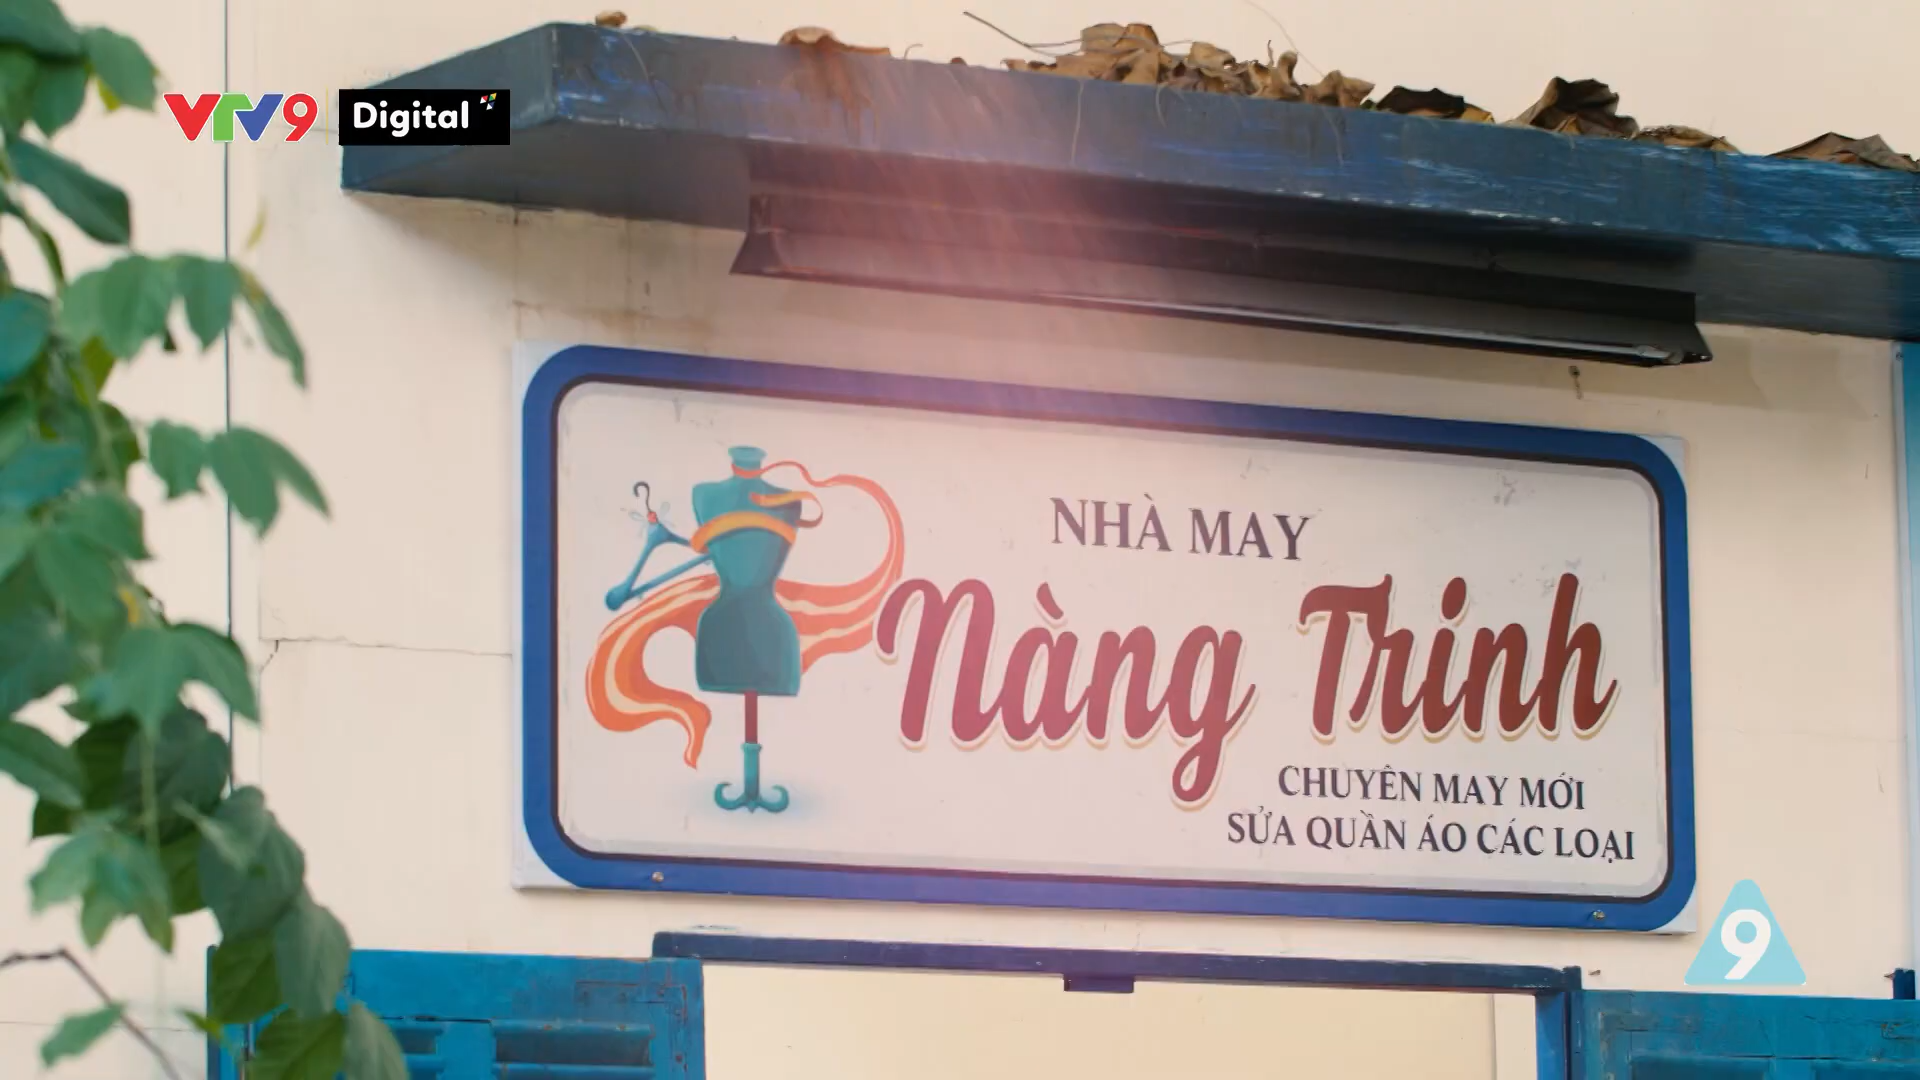 VTV9 Digital
NHÀ MAY
Nàng Trinh
CHUYÊN MAY MỚI
SỬA QUẦN ÁO CÁC LOẠI
9